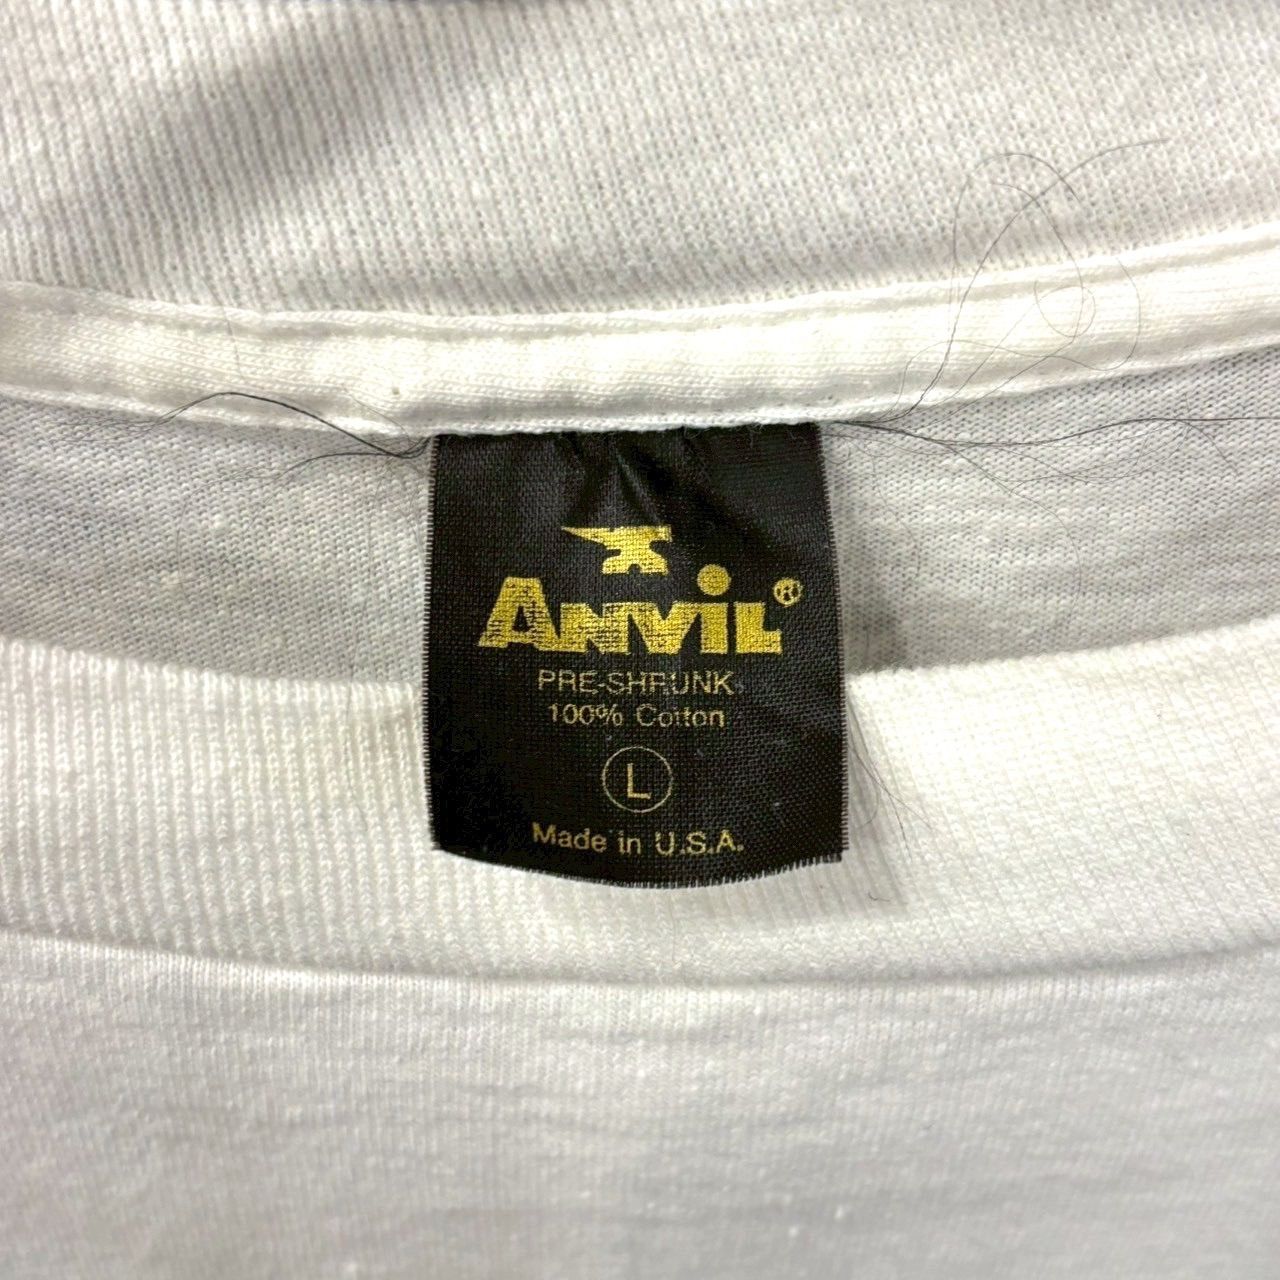 ANViL®
PRE-SHRUNK
100% Cotton
L
Made in U.S.A.